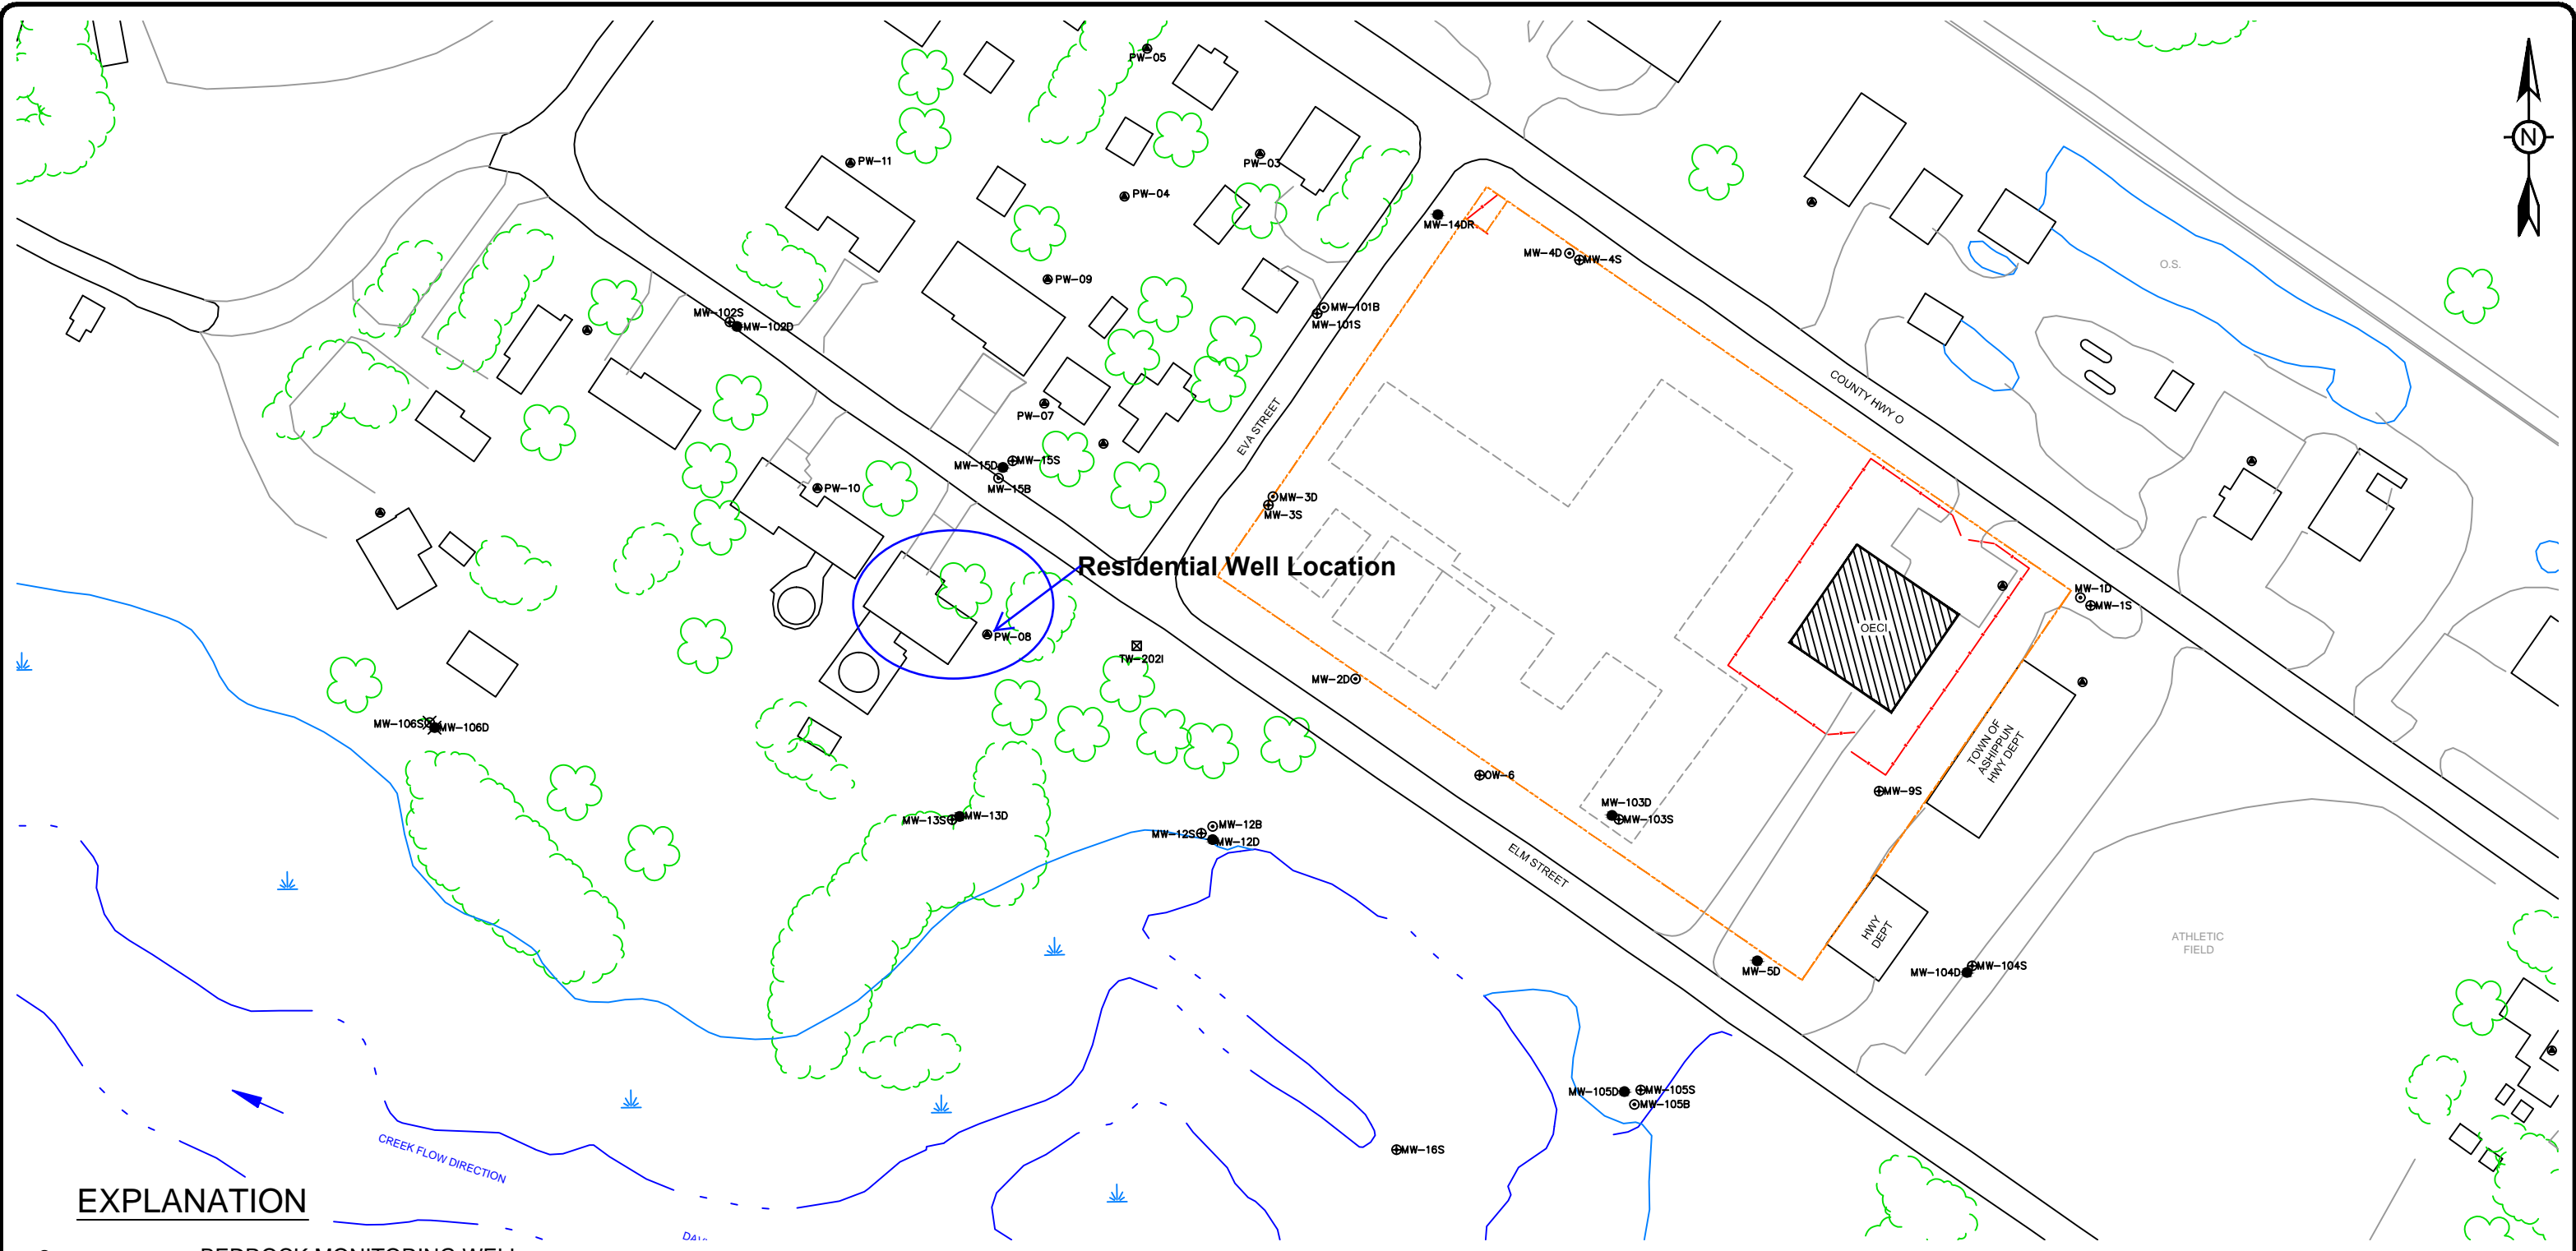 PW-05
N
PW-11
PW-03
PW-04
MW-14DR
MW-4D
MW-4S
O.S.
PW-09
MW-102S
MW-102D
MW-101B
MW-101S
COUNTY HWY O
EVA STREET
PW-07
MW-15D
MW-15S
MW-15B
PW-10
MW-3D
MW-3S
Residential Well Location
MW-1D
MW-1S
OECI
PW-08
TW-202I
MW-2D
MW-106S
MW-106D
TOWN OF
ASHIPPUN
HWY DEPT
OW-6
MW-9S
MW-103D
MW-103S
MW-13S
MW-13D
MW-12B
MW-12S
MW-12D
ELM STREET
HWY
DEPT
ATHLETIC
FIELD
MW-5D
MW-104D
MW-104S
MW-105D
MW-105S
MW-105B
MW-16S
CREEK FLOW DIRECTION
EXPLANATION
DAV
BEDROCK MONITORING WELL